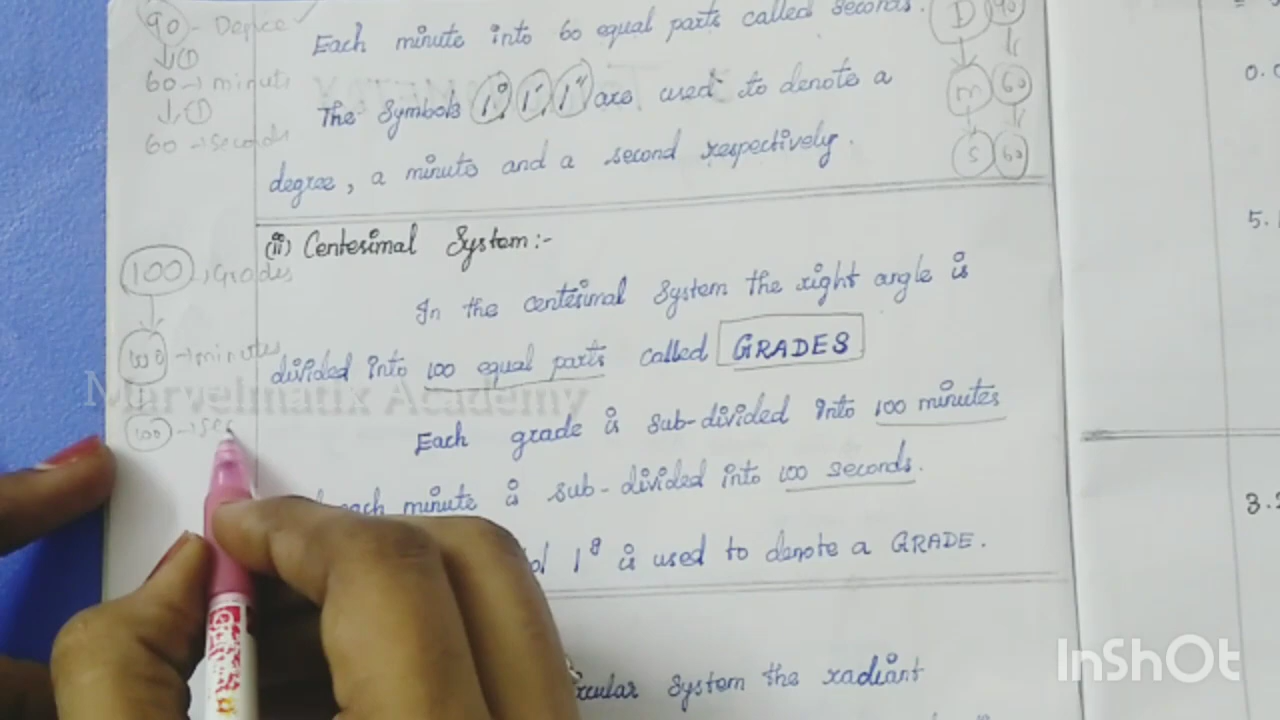 90 - Degree ✓
↓①
60 → minute
↓①
60 → seconds
Each minute into 60 equal parts called seconds.
The Symbols 1° 1' 1" are used to denote a
degree, a minute and a second respectively.
D 90
m 60
S 60
(ii) Centesimal System:-
100 → Grades
100 → minutes
100 → sec
In the centesimal System the right angle is
divided into 100 equal parts called GRADES
Each grade is sub-divided into 100 minutes
each minute is sub-divided into 100 seconds.
1ᵍ is used to denote a GRADE.
System the radiant
Marvelmatix Academy
0.
5.
3.
InShOt